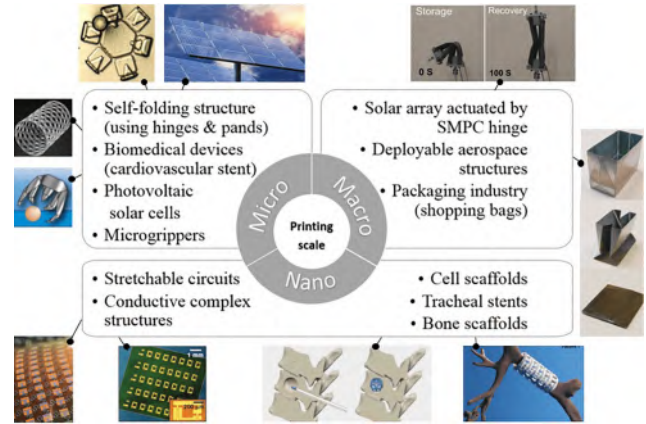 Storage
Recovery
0 S
100 S
• Self-folding structure
(using hinges & pands)
• Biomedical devices
(cardiovascular stent)
• Photovoltaic
solar cells
• Microgrippers
• Solar array actuated by
SMPC hinge
• Deployable aerospace
structures
• Packaging industry
(shopping bags)
Micro
Macro
Printing
scale
Nano
• Stretchable circuits
• Conductive complex
structures
• Cell scaffolds
• Tracheal stents
• Bone scaffolds
1 mm